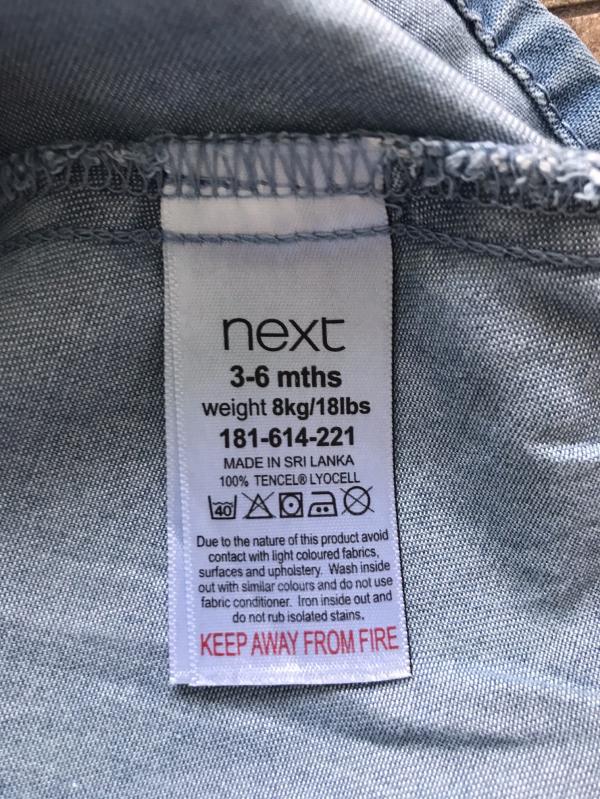 next
3-6 mths
weight 8kg/18lbs
181-614-221
MADE IN SRI LANKA
100% TENCEL® LYOCELL
40
Due to the nature of this product avoid
contact with light coloured fabrics,
surfaces and upholstery. Wash inside
out with similar colours and do not use
fabric conditioner. Iron inside out and
do not rub isolated stains.
KEEP AWAY FROM FIRE